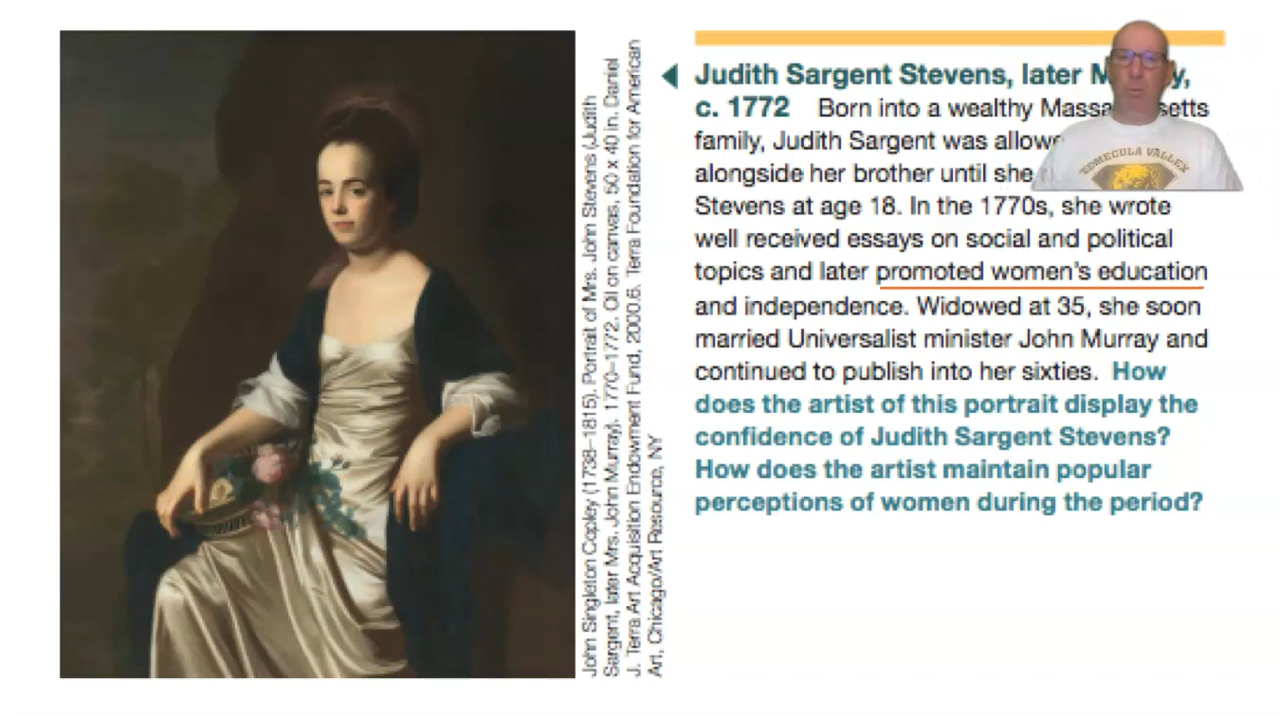 John Singleton Copley (1738–1815). Portrait of Mrs. John Stevens (Judith
Sargent, later Mrs. John Murray). 1770–1772. Oil on canvas, 50 x 40 in. Daniel
J. Terra Art Acquisition Endowment Fund, 2000.6. Terra Foundation for American
Art, Chicago/Art Resource, NY
Judith Sargent Stevens, later
c. 1772 Born into a wealthy
family, Judith Sargent was
alongside her brother until she
Stevens at age 18. In the 1770s, she wrote
well received essays on social and political
topics and later promoted women's education
and independence. Widowed at 35, she soon
married Universalist minister John Murray and
continued to publish into her sixties. How
does the artist of this portrait display the
confidence of Judith Sargent Stevens?
How does the artist maintain popular
perceptions of women during the period?
TEMECULA VALLEY